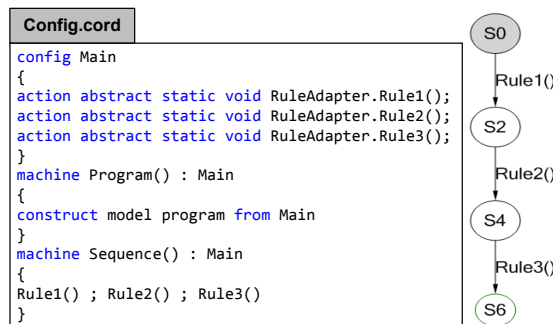 Config.cord
config Main
{
action abstract static void RuleAdapter.Rule1();
action abstract static void RuleAdapter.Rule2();
action abstract static void RuleAdapter.Rule3();
}
machine Program() : Main
{
construct model program from Main
}
machine Sequence() : Main
{
Rule1() ; Rule2() ; Rule3()
}
S0
Rule1()
S2
Rule2()
S4
Rule3()
S6